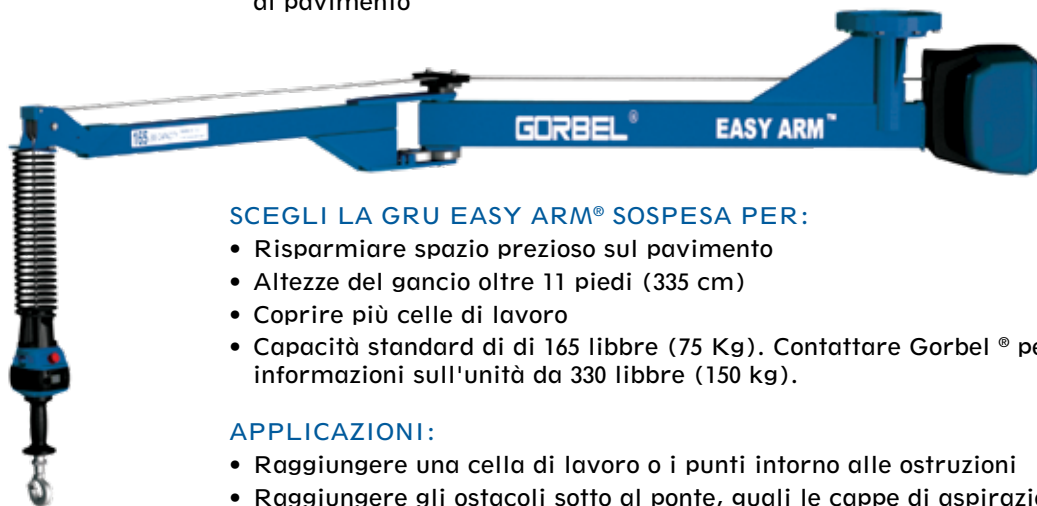 di pavimento
165
GORBEL® EASY ARM™
SCEGLI LA GRU EASY ARM® SOSPESA PER:
• Risparmiare spazio prezioso sul pavimento
• Altezze del gancio oltre 11 piedi (335 cm)
• Coprire più celle di lavoro
• Capacità standard di di 165 libbre (75 Kg). Contattare Gorbel ®
informazioni sull'unità da 330 libbre (150 kg).
APPLICAZIONI:
• Raggiungere una cella di lavoro o i punti intorno alle ostruzioni
• Raggiungere gli ostacoli sotto al ponte, quali le cappe di